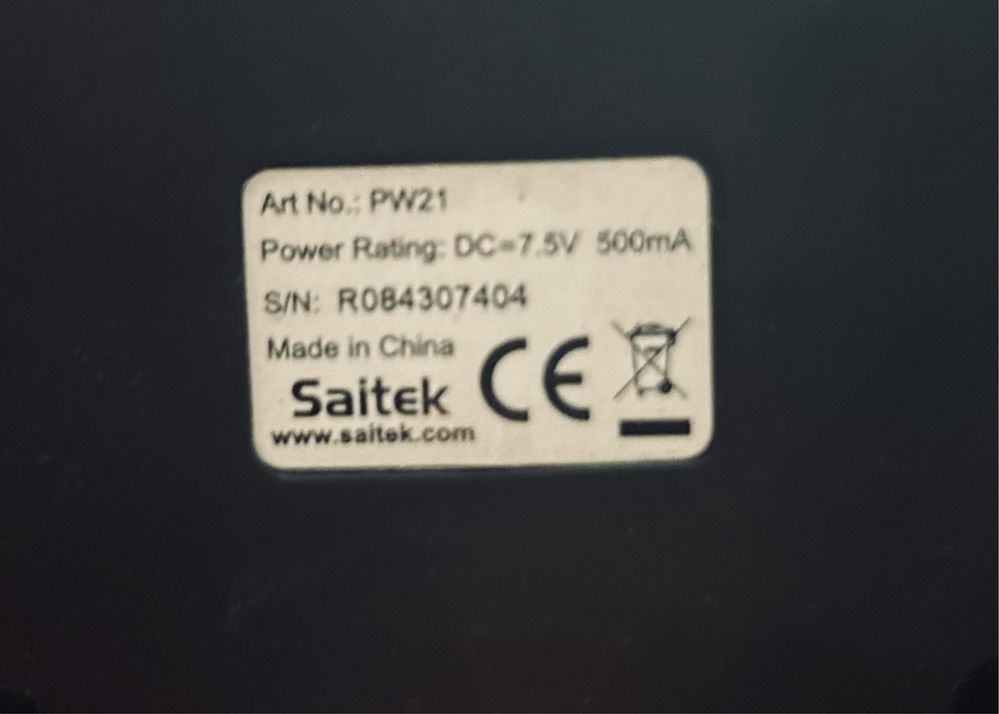 Art No.: PW21
Power Rating: DC=7.5V 500mA
S/N: R084307404
Made in China
Saitek
www.saitek.com
CE